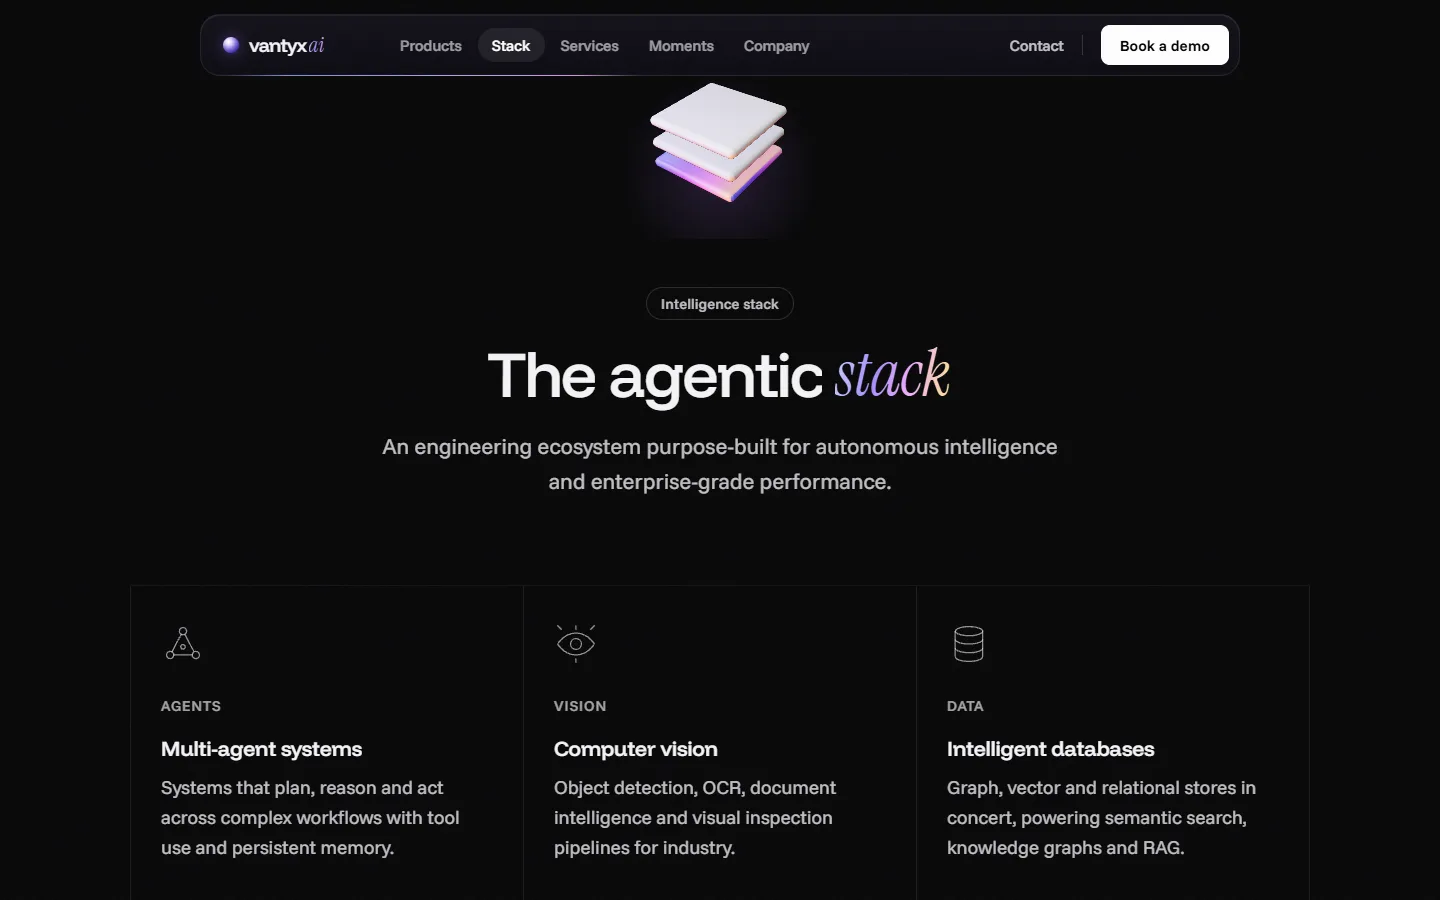 vantyx ai
Products Stack Services Moments Company Contact Book a demo
Intelligence stack
The agentic stack
An engineering ecosystem purpose-built for autonomous intelligence
and enterprise-grade performance.
AGENTS
Multi-agent systems
Systems that plan, reason and act
across complex workflows with tool
use and persistent memory.
VISION
Computer vision
Object detection, OCR, document
intelligence and visual inspection
pipelines for industry.
DATA
Intelligent databases
Graph, vector and relational stores in
concert, powering semantic search,
knowledge graphs and RAG.